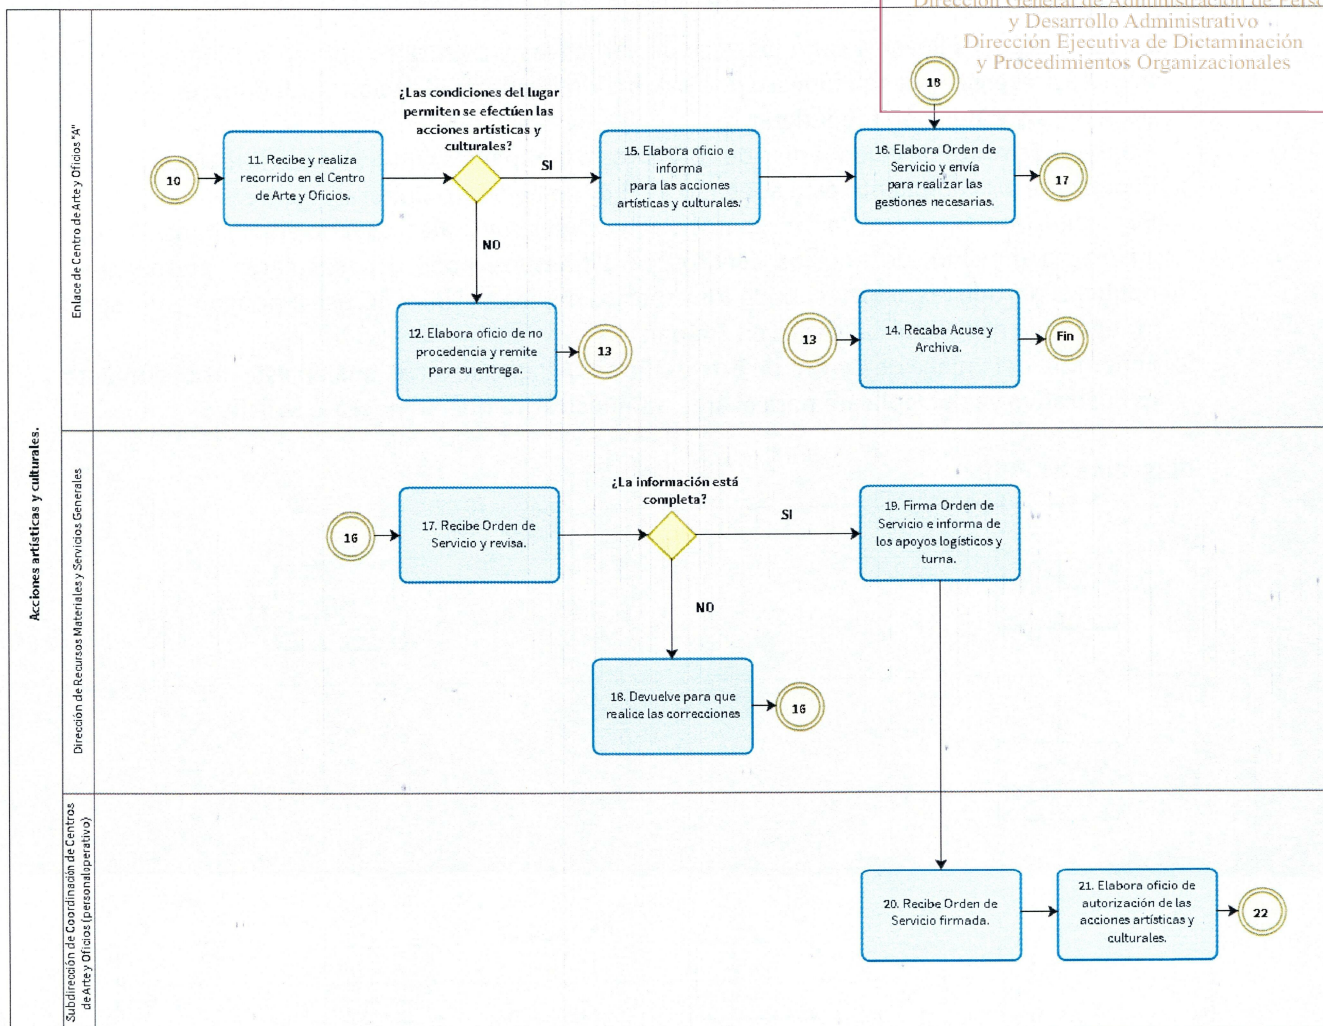 Dirección General de Administración de Perso
y Desarrollo Administrativo
Dirección Ejecutiva de Dictaminación
y Procedimientos Organizacionales
Acciones artísticas y culturales.
Enlace de Centro de Arte y Oficios "A"
10
11. Recibe y realiza
recorrido en el Centro
de Arte y Oficios.
¿Las condiciones del lugar
permiten se efectúen las
acciones artísticas y
culturales?
SI
NO
15. Elabora oficio e
informa
para las acciones
artísticas y culturales.
18
16. Elabora Orden de
Servicio y envía
para realizar las
gestiones necesarias.
17
12. Elabora oficio de no
procedencia y remite
para su entrega.
13
13
14. Recaba Acuse y
Archiva.
Fin
Dirección de Recursos Materiales y Servicios Generales
16
17. Recibe Orden de
Servicio y revisa.
¿La información está
completa?
SI
NO
19. Firma Orden de
Servicio e informa de
los apoyos logísticos y
turna.
18. Devuelve para que
realice las correcciones
16
Subdirección de Coordinación de Centros
de Arte y Oficios (personal operativo)
20. Recibe Orden de
Servicio firmada.
21. Elabora oficio de
autorización de las
acciones artísticas y
culturales.
22